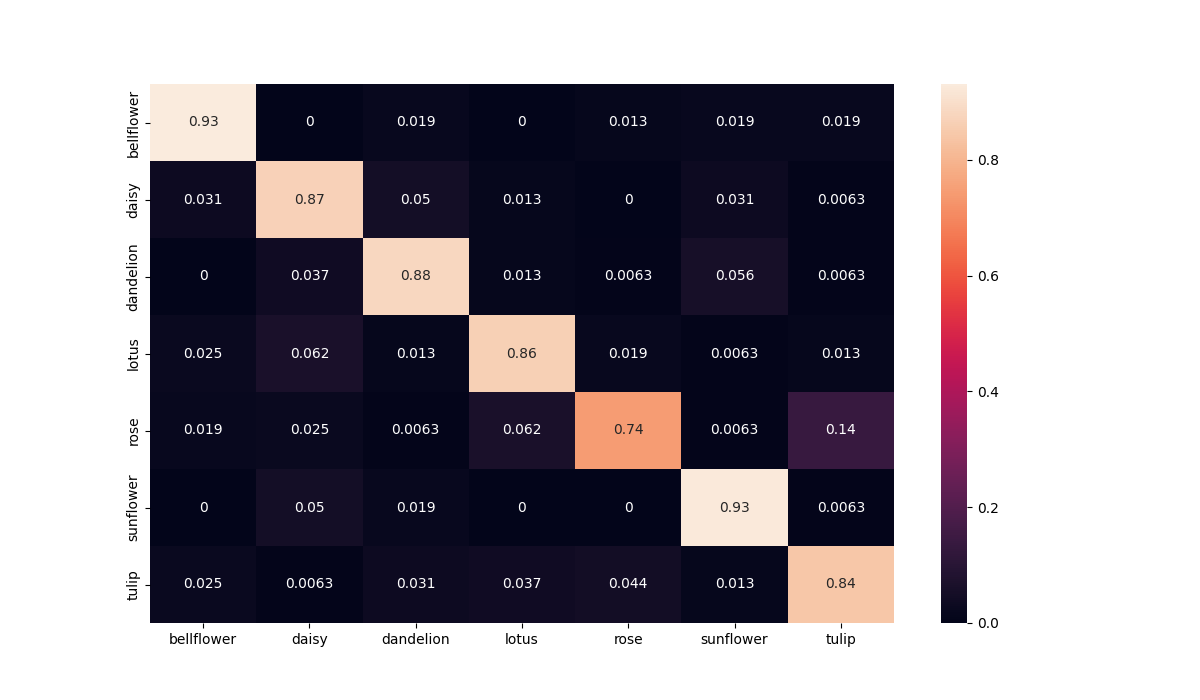 bellflower 0.93 0 0.019 0 0.013 0.019 0.019
daisy 0.031 0.87 0.05 0.013 0 0.031 0.0063
dandelion 0 0.037 0.88 0.013 0.0063 0.056 0.0063
lotus 0.025 0.062 0.013 0.86 0.019 0.0063 0.013
rose 0.019 0.025 0.0063 0.062 0.74 0.0063 0.14
sunflower 0 0.05 0.019 0 0 0.93 0.0063
tulip 0.025 0.0063 0.031 0.037 0.044 0.013 0.84
bellflower daisy dandelion lotus rose sunflower tulip
0.8
0.6
0.4
0.2
0.0